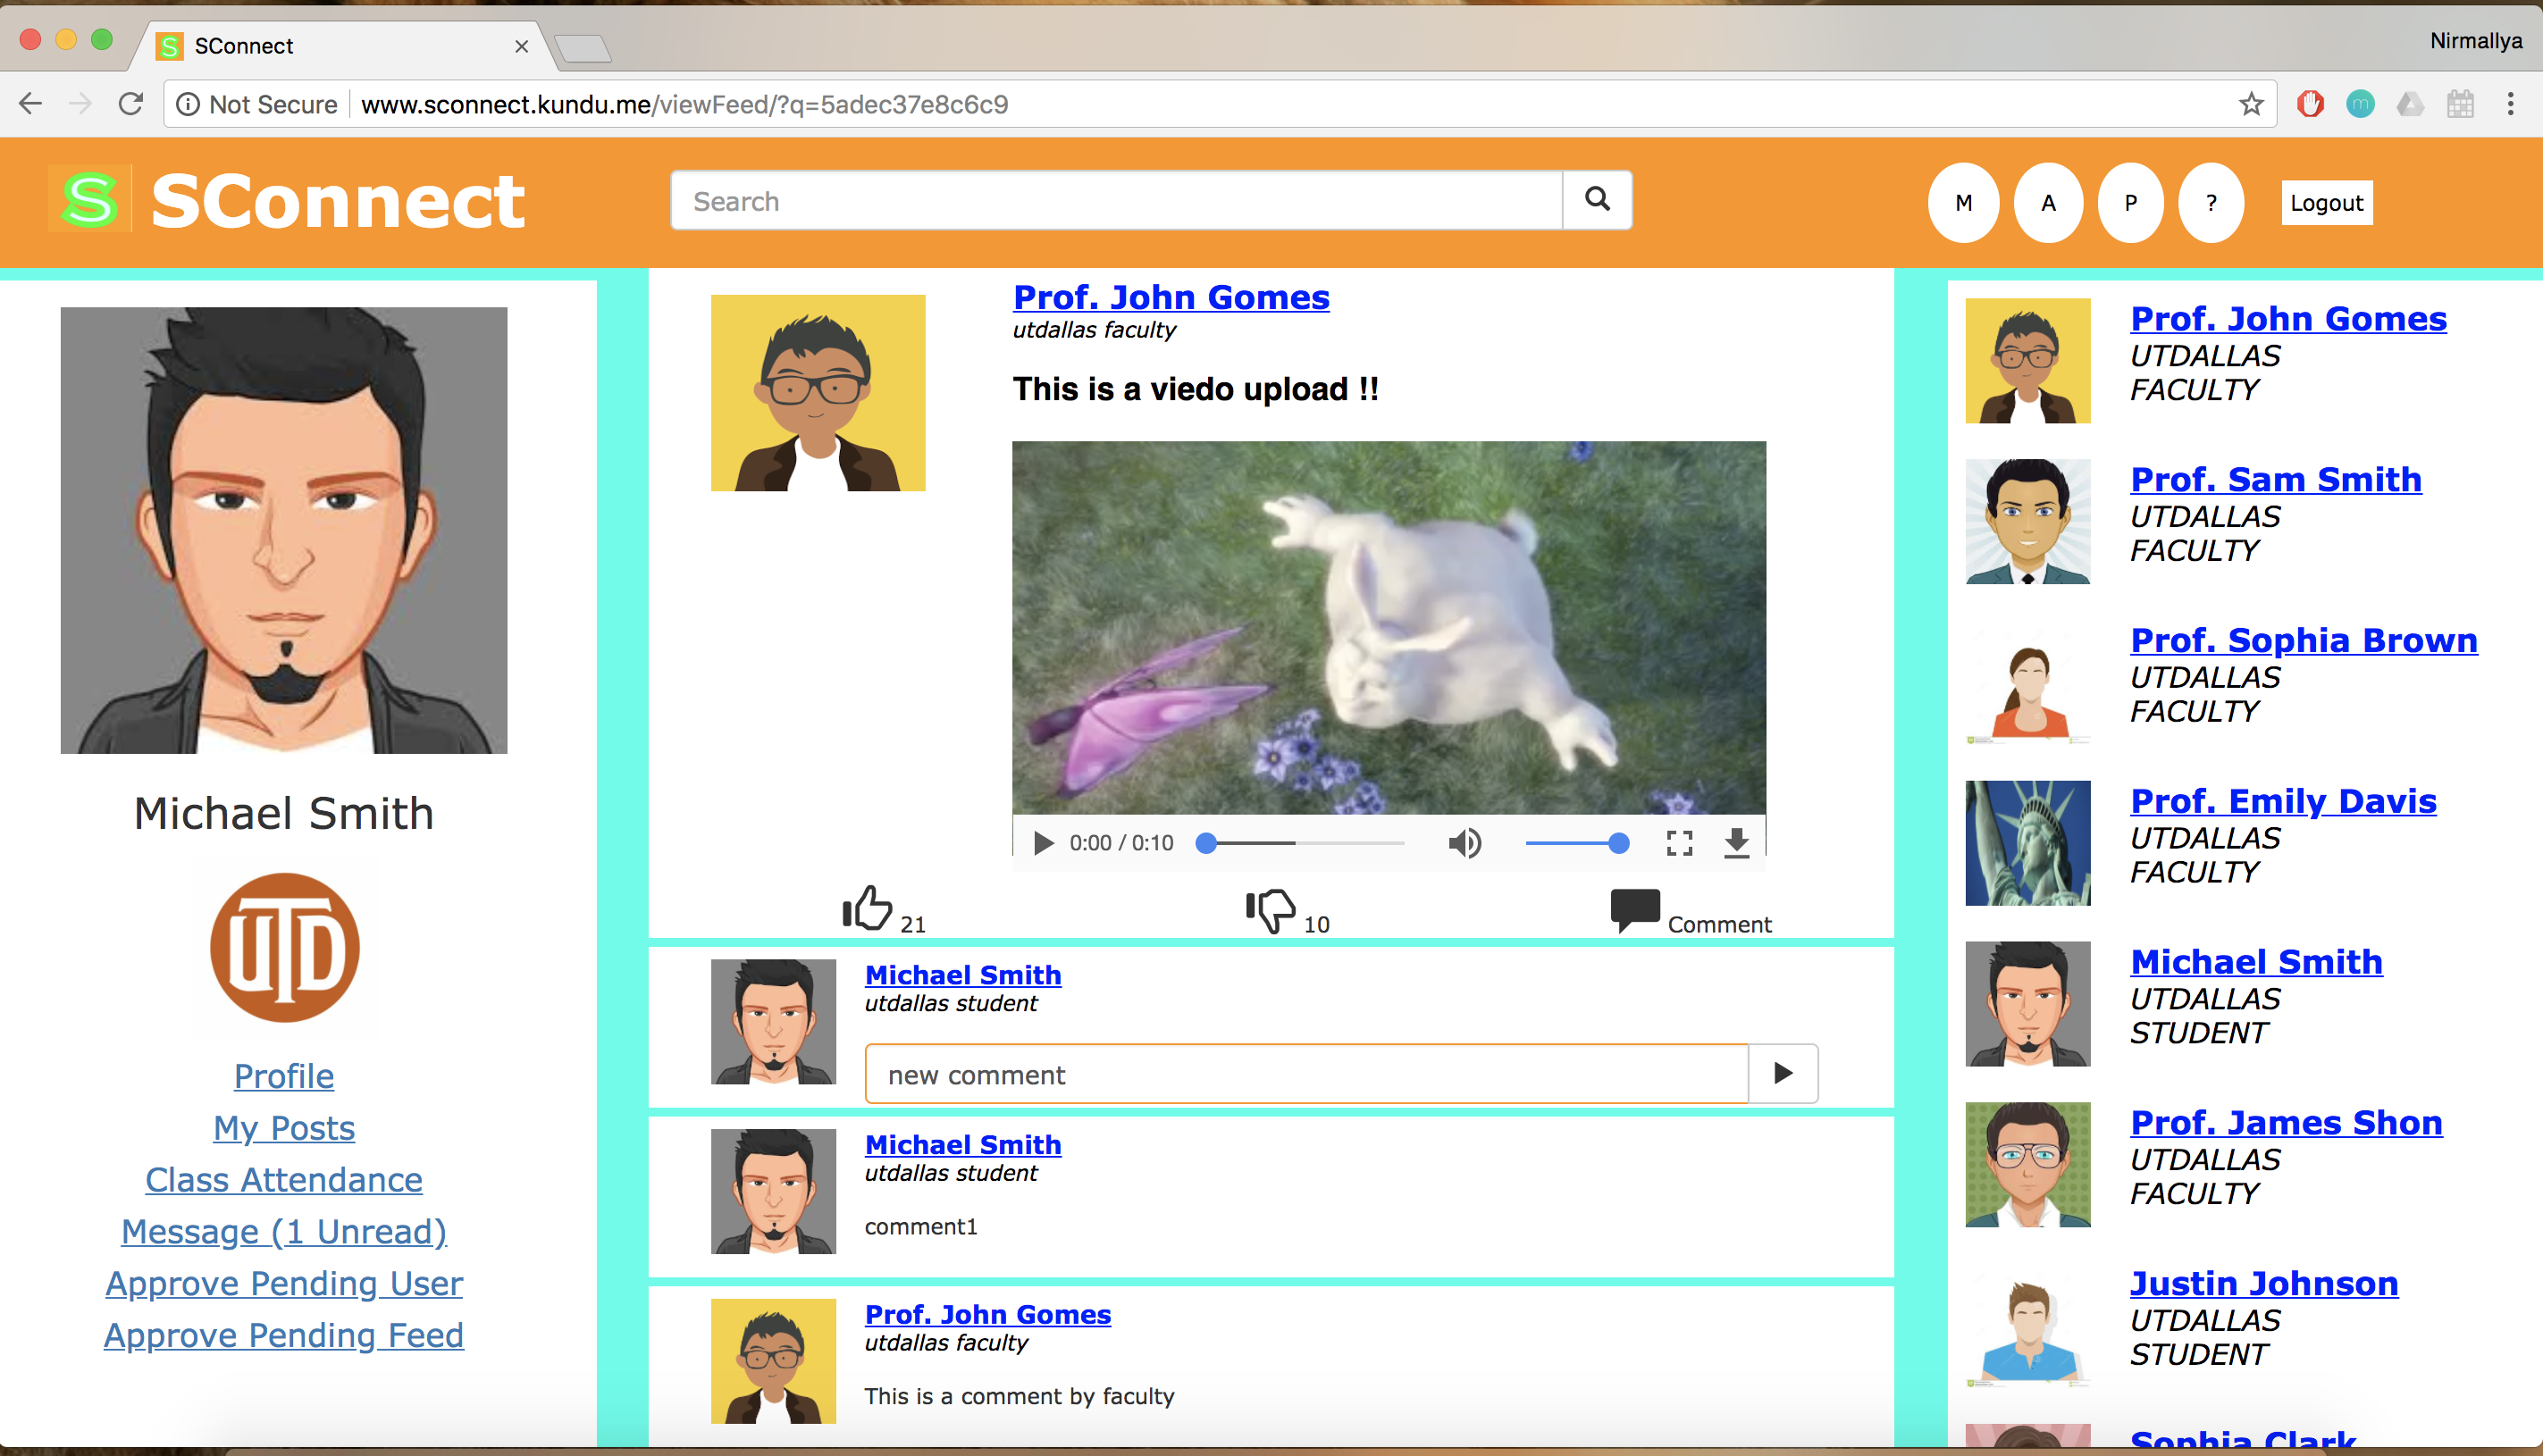 SConnect
Nirmallya
Not Secure www.sconnect.kundu.me/viewFeed/?q=5adec37e8c6c9
S SConnect
Search
M A P ?
Logout
Michael Smith
UTD
Profile
My Posts
Class Attendance
Message (1 Unread)
Approve Pending User
Approve Pending Feed
Prof. John Gomes
utdallas faculty
This is a viedo upload !!
0:00 / 0:10
21
10
Comment
Michael Smith
utdallas student
new comment
Michael Smith
utdallas student
comment1
Prof. John Gomes
utdallas faculty
This is a comment by faculty
Prof. John Gomes
UTDALLAS
FACULTY
Prof. Sam Smith
UTDALLAS
FACULTY
Prof. Sophia Brown
UTDALLAS
FACULTY
Prof. Emily Davis
UTDALLAS
FACULTY
Michael Smith
UTDALLAS
STUDENT
Prof. James Shon
UTDALLAS
FACULTY
Justin Johnson
UTDALLAS
STUDENT
Sophia Clark